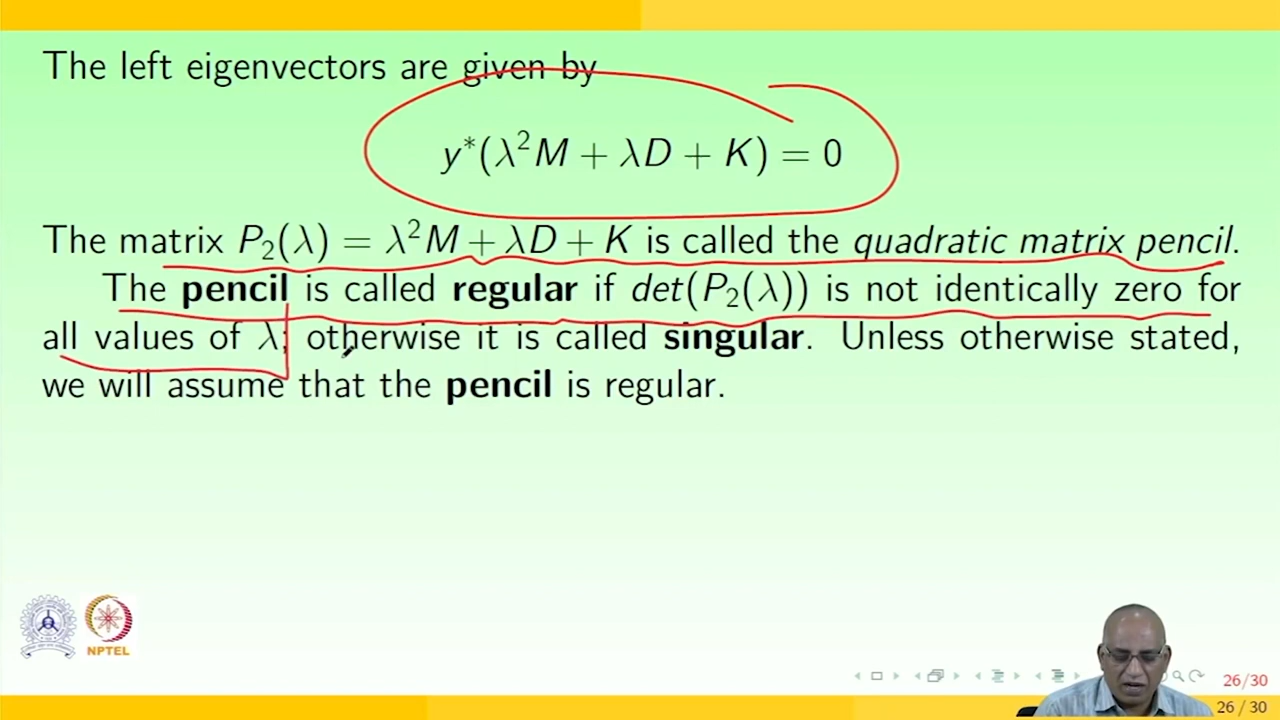 The left eigenvectors are given by
y*(λ²M + λD + K) = 0
The matrix P₂(λ) = λ²M + λD + K is called the quadratic matrix pencil.
The pencil is called regular if det(P₂(λ)) is not identically zero for
all values of λ; otherwise it is called singular. Unless otherwise stated,
we will assume that the pencil is regular.
NPTEL
26/30
26 / 30